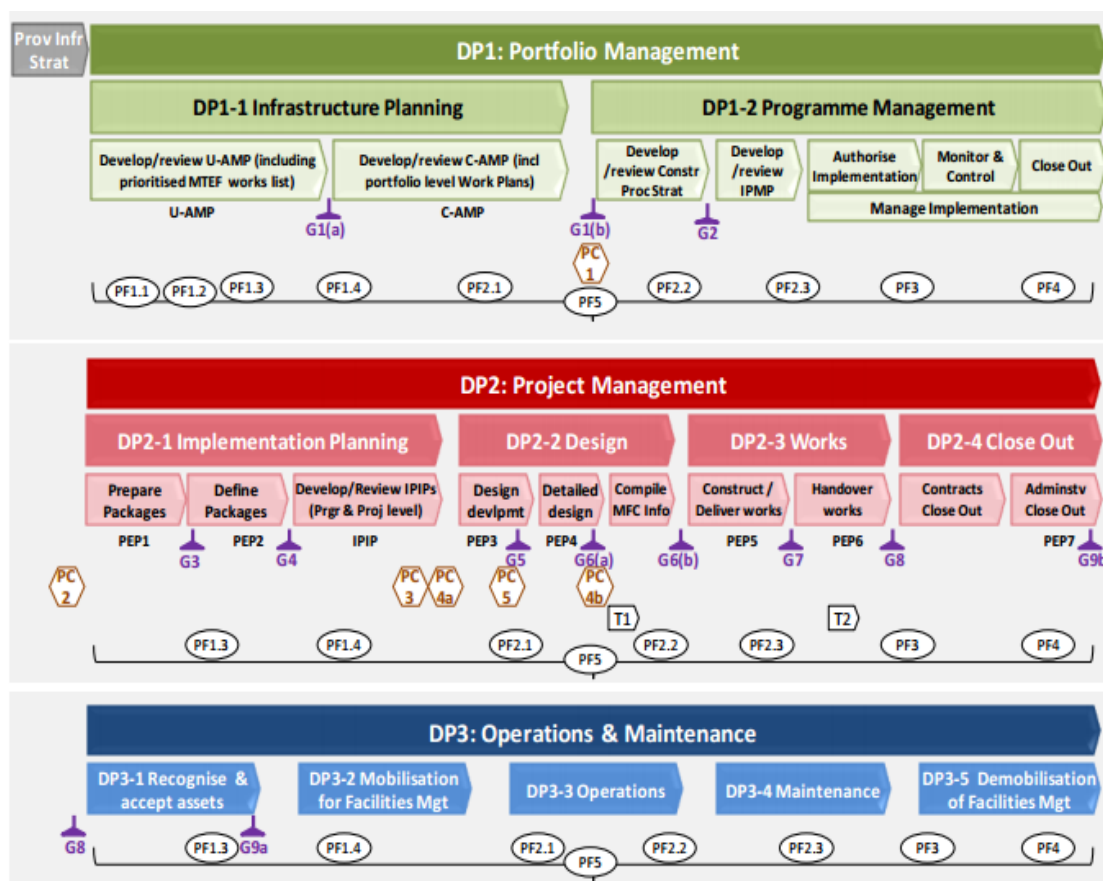 Prov Infr
Strat
DP1: Portfolio Management
DP1-1 Infrastructure Planning
DP1-2 Programme Management
Develop/review U-AMP (including
prioritised MTEF works list)
Develop/review C-AMP (incl
portfolio level Work Plans)
Develop
/review Constr
Proc Strat
Develop
/review
IPMP
Authorise
Implementation
Monitor &
Control
Close Out
Manage Implementation
U-AMP
C-AMP
G1(a)
G1(b)
G2
PC
1
PF1.1
PF1.2
PF1.3
PF1.4
PF2.1
PF5
PF2.2
PF2.3
PF3
PF4
DP2: Project Management
DP2-1 Implementation Planning
DP2-2 Design
DP2-3 Works
DP2-4 Close Out
Prepare
Packages
Define
Packages
Develop/Review IPIPs
(Prgr & Proj level)
Design
devlpmt
Detailed
design
Compile
MFC Info
Construct /
Deliver works
Handover
works
Contracts
Close Out
Adminstv
Close Out
PEP1
PEP2
IPIP
PEP3
PEP4
PEP5
PEP6
PEP7
G3
G4
G5
G6(a)
G6(b)
G7
G8
G9b
PC
2
PC
3
PC
4a
PC
5
PC
4b
T1
T2
PF1.3
PF1.4
PF2.1
PF5
PF2.2
PF2.3
PF3
PF4
DP3: Operations & Maintenance
DP3-1 Recognise &
accept assets
DP3-2 Mobilisation
for Facilities Mgt
DP3-3 Operations
DP3-4 Maintenance
DP3-5 Demobilisation
of Facilities Mgt
G8
PF1.3
G9a
PF1.4
PF2.1
PF5
PF2.2
PF2.3
PF3
PF4